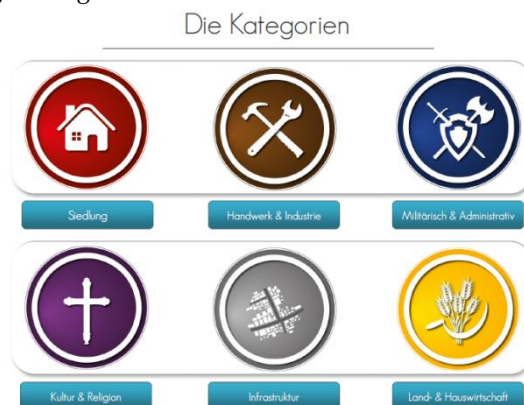 Die Kategorien
Siedlung
Handwerk & Industrie
Militärisch & Administrativ
Kultur & Religion
Infrastruktur
Land- & Hauswirtschaft